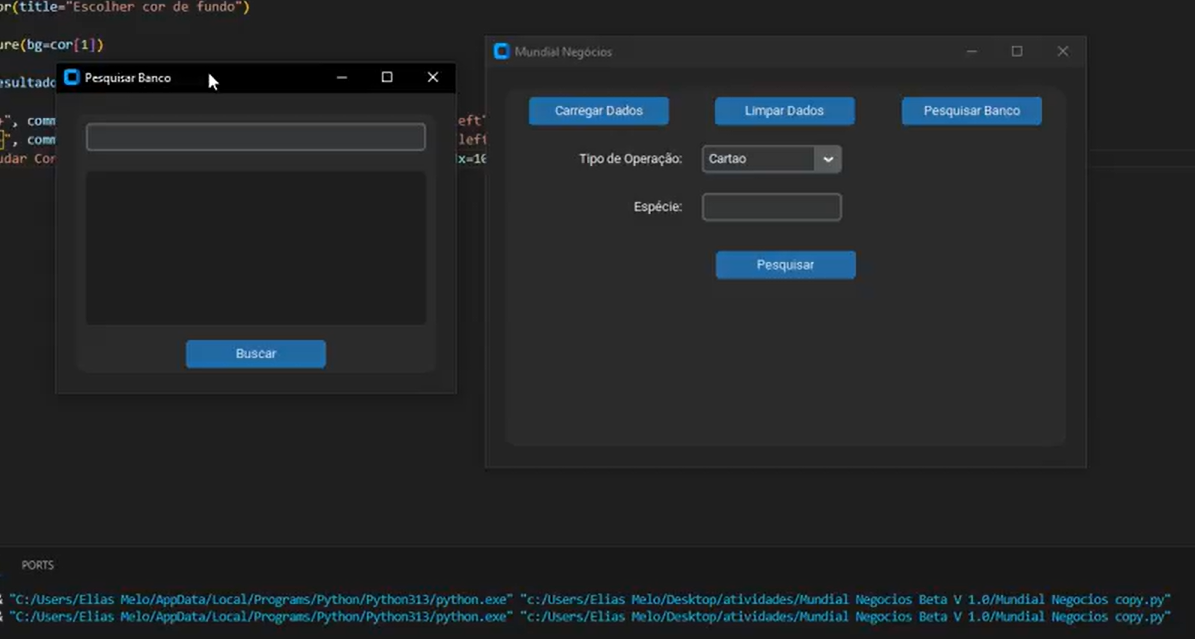 or(title="Escolher cor de fundo")
ure(bg=cor[1])
esultado
+", comm
", comm
udar Cor
eft"
left
x=10
Pesquisar Banco
Buscar
Mundial Negócios
Carregar Dados
Limpar Dados
Pesquisar Banco
Tipo de Operação:
Cartao
Espécie:
Pesquisar
PORTS
& "C:/Users/Elias Melo/AppData/Local/Programs/Python/Python313/python.exe" "c:/Users/Elias Melo/Desktop/atividades/Mundial Negocios Beta V 1.0/Mundial Negocios copy.py"
& "C:/Users/Elias Melo/AppData/Local/Programs/Python/Python313/python.exe" "c:/Users/Elias Melo/Desktop/atividades/Mundial Negocios Beta V 1.0/Mundial Negocios copy.py"